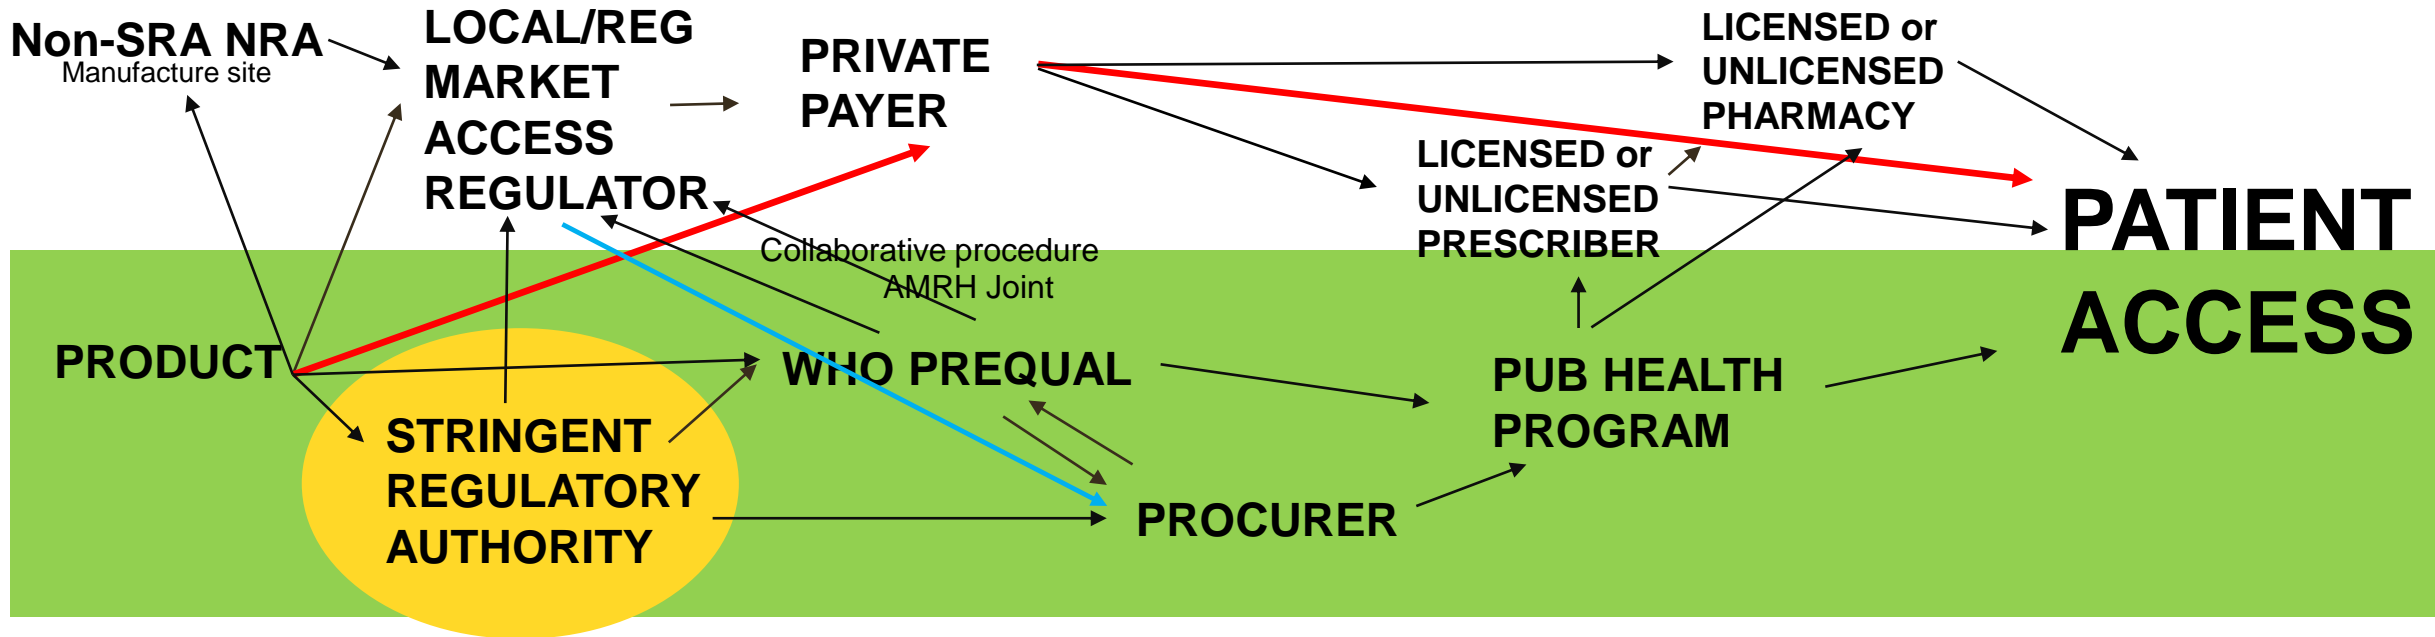 Non-SRA NRA
Manufacture site
LOCAL/REG
MARKET
ACCESS
REGULATOR
PRIVATE
PAYER
LICENSED or
UNLICENSED
PHARMACY
LICENSED or
UNLICENSED
PRESCRIBER
PATIENT
ACCESS
Collaborative procedure
AMRH Joint
PRODUCT
WHO PREQUAL
STRINGENT
REGULATORY
AUTHORITY
PUB HEALTH
PROGRAM
PROCURER